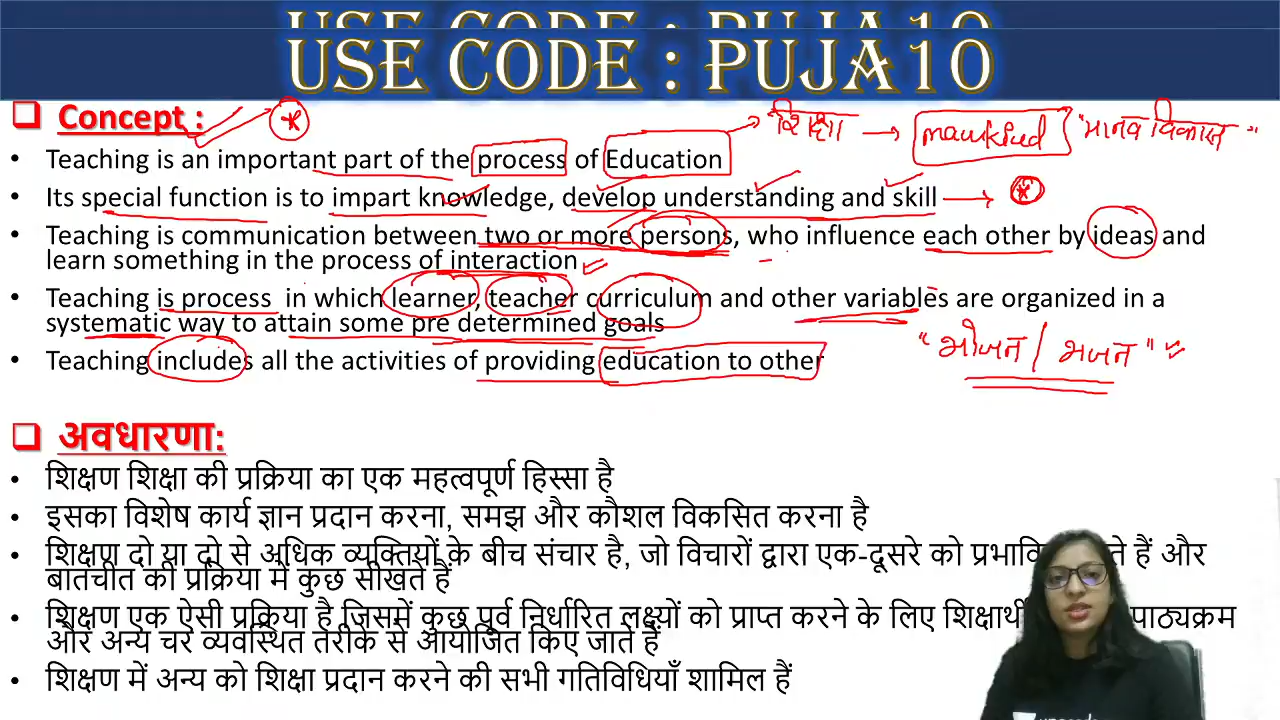 USE CODE : PUJA10
USE CODE : PUJA10
Concept :
शिक्षा → mankind "मानव विकास"
• Teaching is an important part of the process of Education
• Its special function is to impart knowledge, develop understanding and skill
• Teaching is communication between two or more persons, who influence each other by ideas and
learn something in the process of interaction
• Teaching is process in which learner, teacher curriculum and other variables are organized in a
systematic way to attain some pre determined goals
"भोजन / भजन"
• Teaching includes all the activities of providing education to other
अवधारणा:
• शिक्षण शिक्षा की प्रक्रिया का एक महत्वपूर्ण हिस्सा है
• इसका विशेष कार्य ज्ञान प्रदान करना, समझ और कौशल विकसित करना है
• शिक्षण दो या दो से अधिक व्यक्तियों के बीच संचार है, जो विचारों द्वारा एक-दूसरे को हैं और
बातचीत की प्रक्रिया में कुछ सीखते हैं
• शिक्षण एक ऐसी प्रक्रिया है जिसमें कुछ पूर्व निर्धारित लक्ष्यों को प्राप्त करने के लिए पाठ्यक्रम
और अन्य चर व्यवस्थित तरीके से आयोजित किए जाते हैं
• शिक्षण में अन्य को शिक्षा प्रदान करने की सभी गतिविधियाँ शामिल हैं